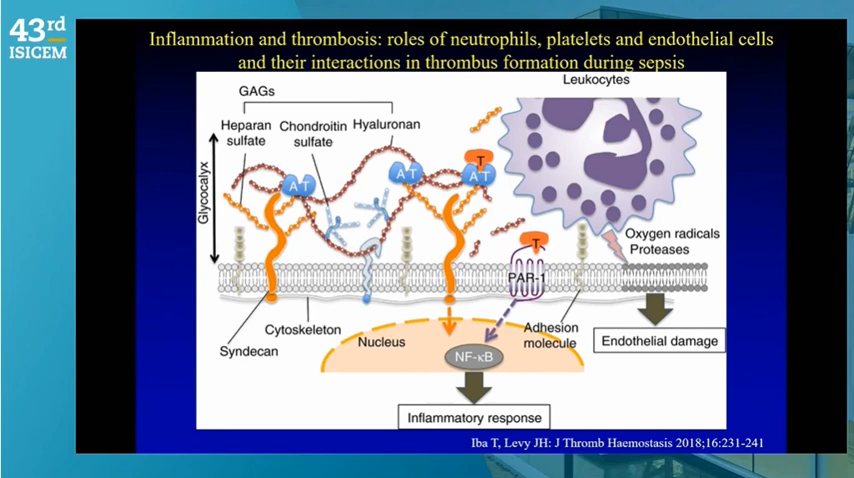 43rd
ISICEM
Inflammation and thrombosis: roles of neutrophils, platelets and endothelial cells
and their interactions in thrombus formation during sepsis
Leukocytes
GAGs
Heparan
sulfate
Chondroitin
sulfate
Hyaluronan
Glycocalyx
AT
AT
T
AT
T
PAR-1
Oxygen radicals
Proteases
Cytoskeleton
Syndecan
Nucleus
NF-κB
Adhesion
molecule
Endothelial damage
Inflammatory response
Iba T, Levy JH: J Thromb Haemostasis 2018;16:231-241